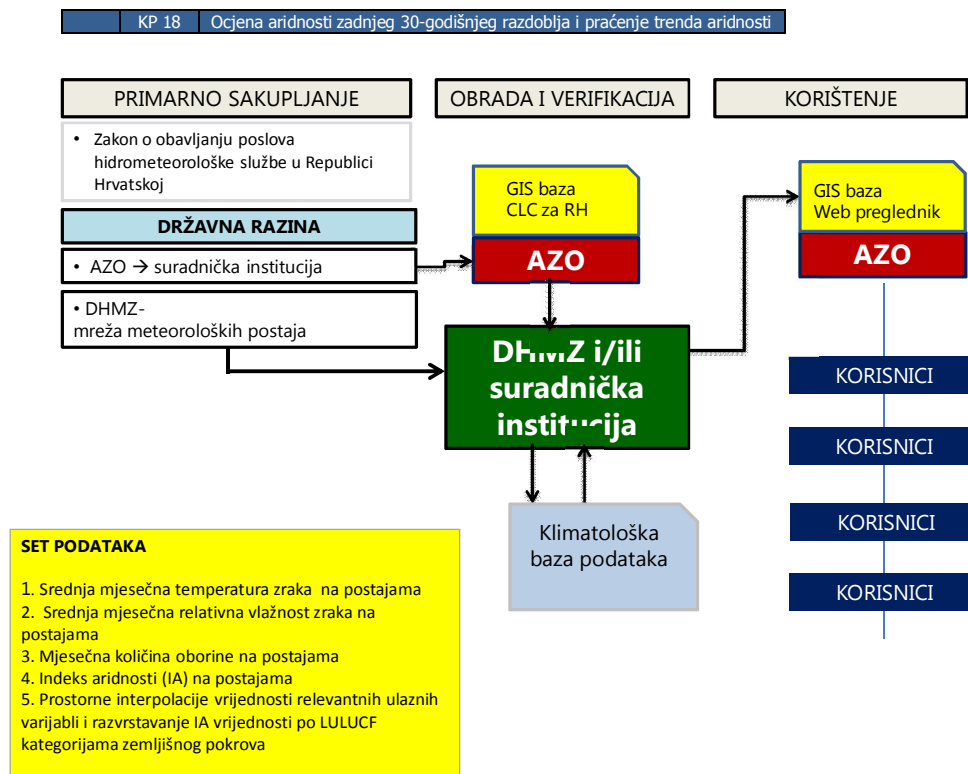 KP 18 Ocjena aridnosti zadnjeg 30-godišnjeg razdoblja i praćenje trenda aridnosti
PRIMARNO SAKUPLJANJE
• Zakon o obavljanju poslova
hidrometeorološke službe u Republici
Hrvatskoj
DRŽAVNA RAZINA
• AZO → suradnička institucija
• DHMZ-
mreža meteoroloških postaja
OBRADA I VERIFIKACIJA
GIS baza
CLC za RH
AZO
DHMZ i/ili
suradnička
institucija
Klimatološka
baza podataka
KORIŠTENJE
GIS baza
Web preglednik
AZO
KORISNICI
KORISNICI
KORISNICI
KORISNICI
SET PODATAKA
1. Srednja mjesečna temperatura zraka na postajama
2. Srednja mjesečna relativna vlažnost zraka na
postajama
3. Mjesečna količina oborine na postajama
4. Indeks aridnosti (IA) na postajama
5. Prostorne interpolacije vrijednosti relevantnih ulaznih
varijabli i razvrstavanje IA vrijednosti po LULUCF
kategorijama zemljišnog pokrova